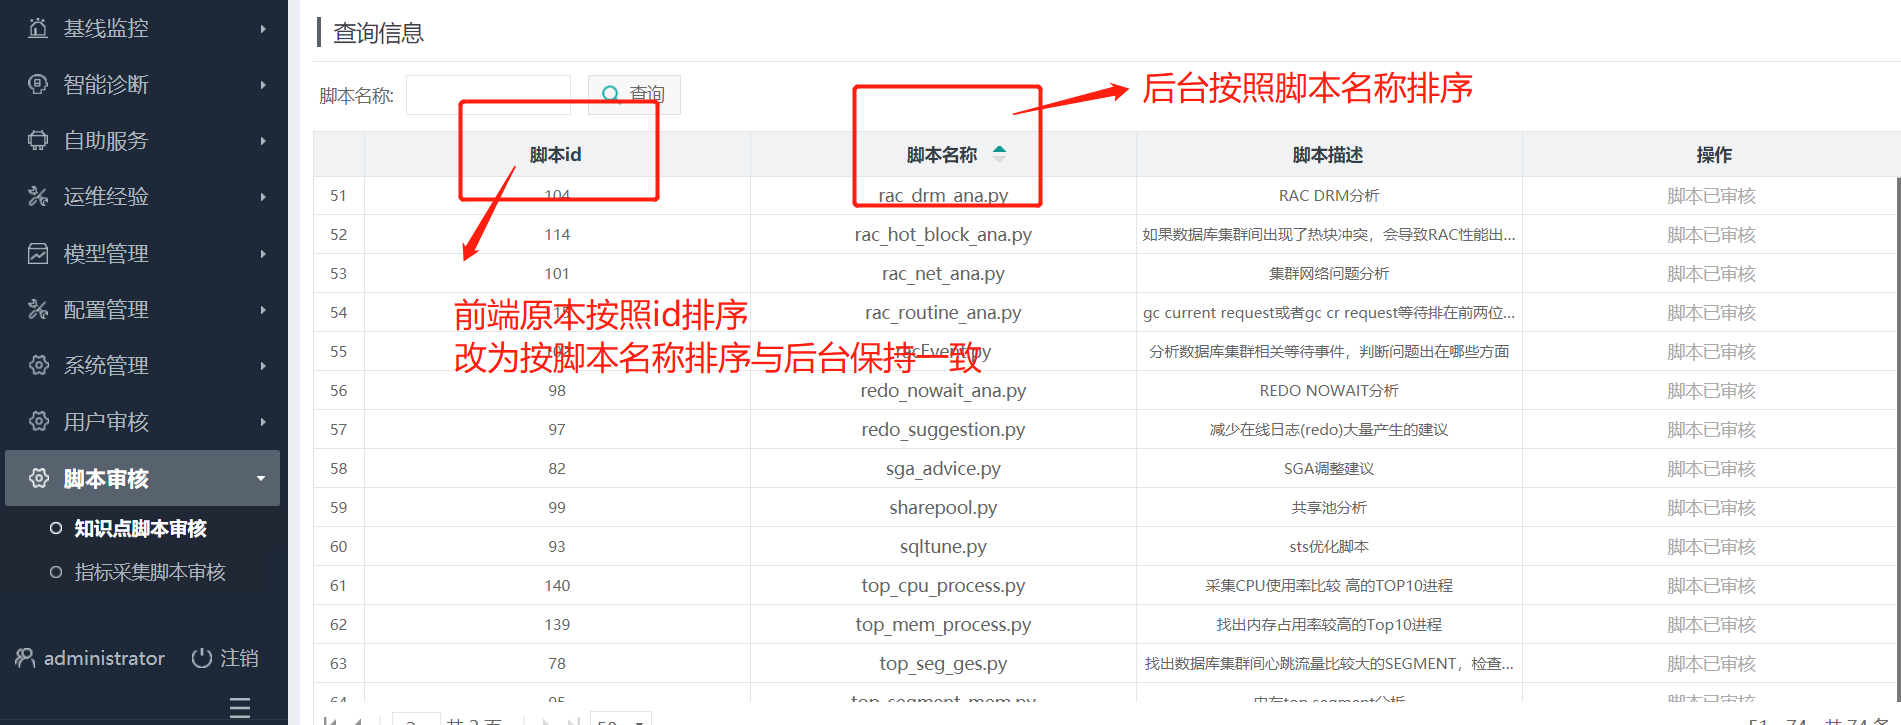 基线监控
智能诊断
自助服务
运维经验
模型管理
配置管理
系统管理
用户审核
脚本审核
知识点脚本审核
指标采集脚本审核
administrator 注销
查询信息
脚本名称: 查询
后台按照脚本名称排序
脚本id 脚本名称 脚本描述 操作
51 104 rac_drm_ana.py RAC DRM分析 脚本已审核
52 114 rac_hot_block_ana.py 如果数据库集群间出现了热块冲突，会导致RAC性能出... 脚本已审核
53 101 rac_net_ana.py 集群网络问题分析 脚本已审核
54 115 rac_routine_ana.py gc current request或者gc cr request等待排在前两位... 脚本已审核
前端原本按照id排序
55 102 racEvent.py 分析数据库集群相关等待事件，判断问题出在哪些方面 脚本已审核
改为按脚本名称排序与后台保持一致
56 98 redo_nowait_ana.py REDO NOWAIT分析 脚本已审核
57 97 redo_suggestion.py 减少在线日志(redo)大量产生的建议 脚本已审核
58 82 sga_advice.py SGA调整建议 脚本已审核
59 99 sharepool.py 共享池分析 脚本已审核
60 93 sqltune.py sts优化脚本 脚本已审核
61 140 top_cpu_process.py 采集CPU使用率比较 高的TOP10进程 脚本已审核
62 139 top_mem_process.py 找出内存占用率较高的Top10进程 脚本已审核
63 78 top_seg_ges.py 找出数据库集群间心跳流量比较大的SEGMENT，检查... 脚本已审核
64 95 top_segment_mem.py 内存top segment分析 脚本已审核
2 共 2 页 50 51 - 74 共 74 条